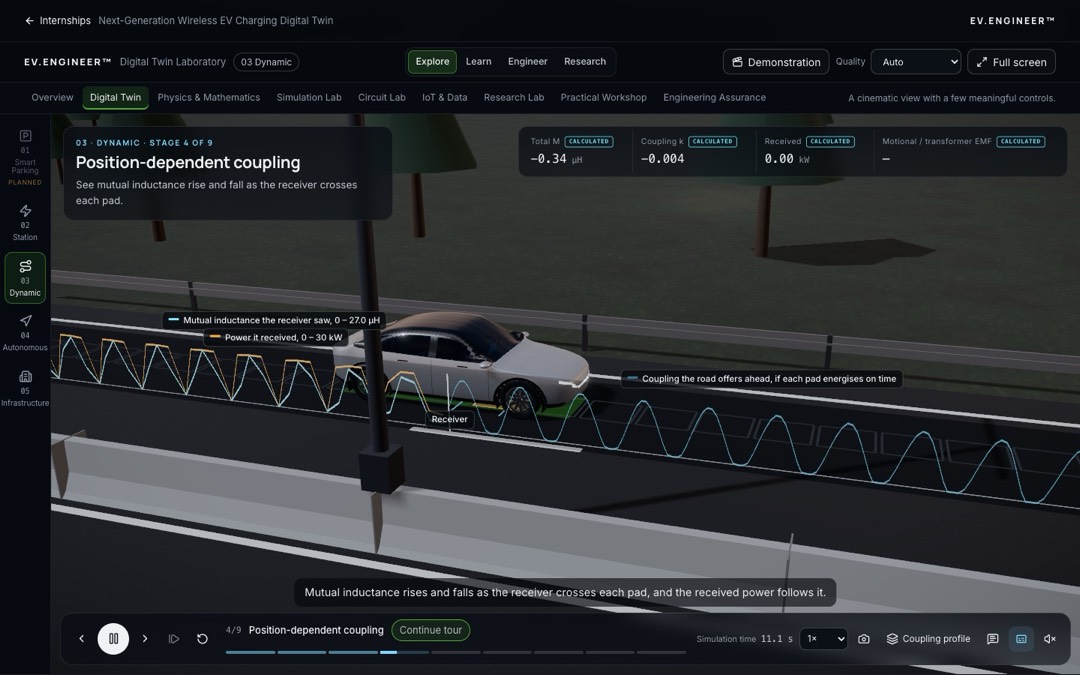 ← Internships Next-Generation Wireless EV Charging Digital Twin EV.ENGINEER™
EV.ENGINEER™ Digital Twin Laboratory 03 Dynamic Explore Learn Engineer Research Demonstration Quality Auto Full screen
Overview Digital Twin Physics & Mathematics Simulation Lab Circuit Lab IoT & Data Research Lab Practical Workshop Engineering Assurance A cinematic view with a few meaningful controls.
01
Smart
Parking
PLANNED
02
Station
03
Dynamic
04
Autonomous
05
Infrastructure
03 · DYNAMIC · STAGE 4 OF 9
Position-dependent coupling
See mutual inductance rise and fall as the receiver crosses
each pad.
Total M CALCULATED
−0.34 μH
Coupling k CALCULATED
−0.004
Received CALCULATED
0.00 kW
Motional / transformer EMF CALCULATED
—
Mutual inductance the receiver saw, 0 – 27.0 μH
Power it received, 0 – 30 kW
Coupling the road offers ahead, if each pad energises on time
Receiver
Mutual inductance rises and falls as the receiver crosses each pad, and the received power follows it.
4/9 Position-dependent coupling Continue tour
Simulation time 11.1 s 1× Coupling profile